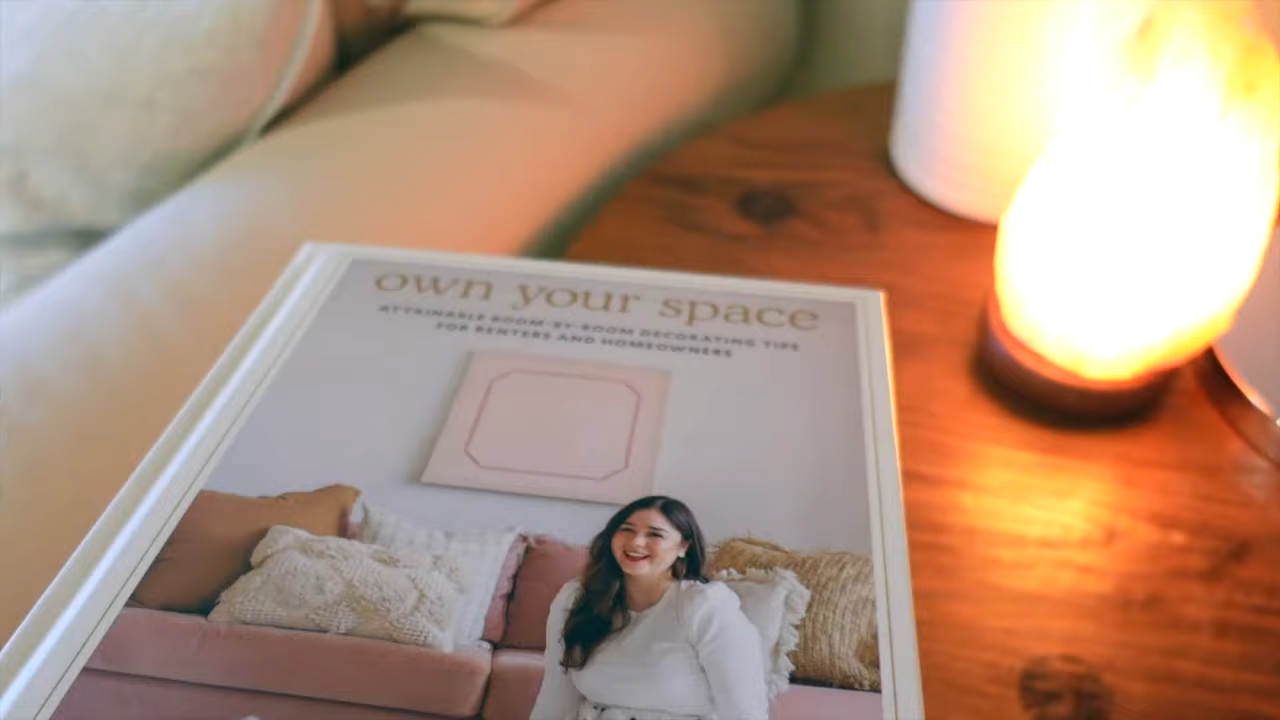 own your space
ATTAINABLE ROOM-BY-ROOM DECORATING TIPS
FOR RENTERS AND HOMEOWNERS